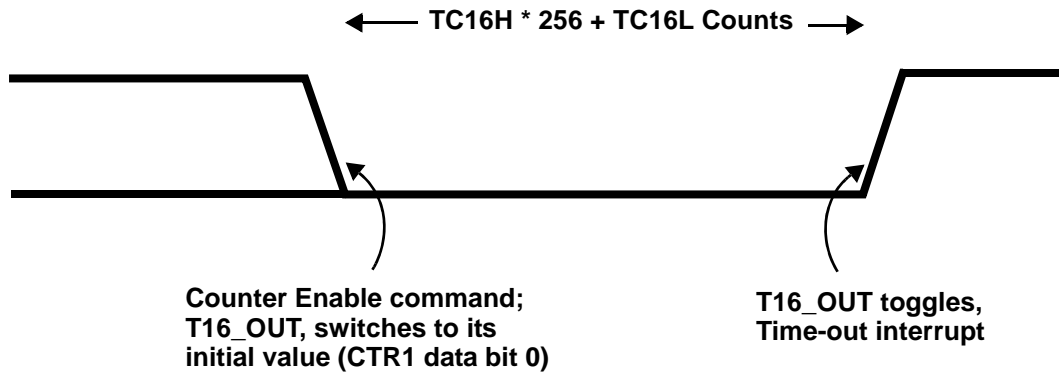 TC16H * 256 + TC16L Counts
Counter Enable command;
T16_OUT, switches to its
initial value (CTR1 data bit 0)
T16_OUT toggles,
Time-out interrupt